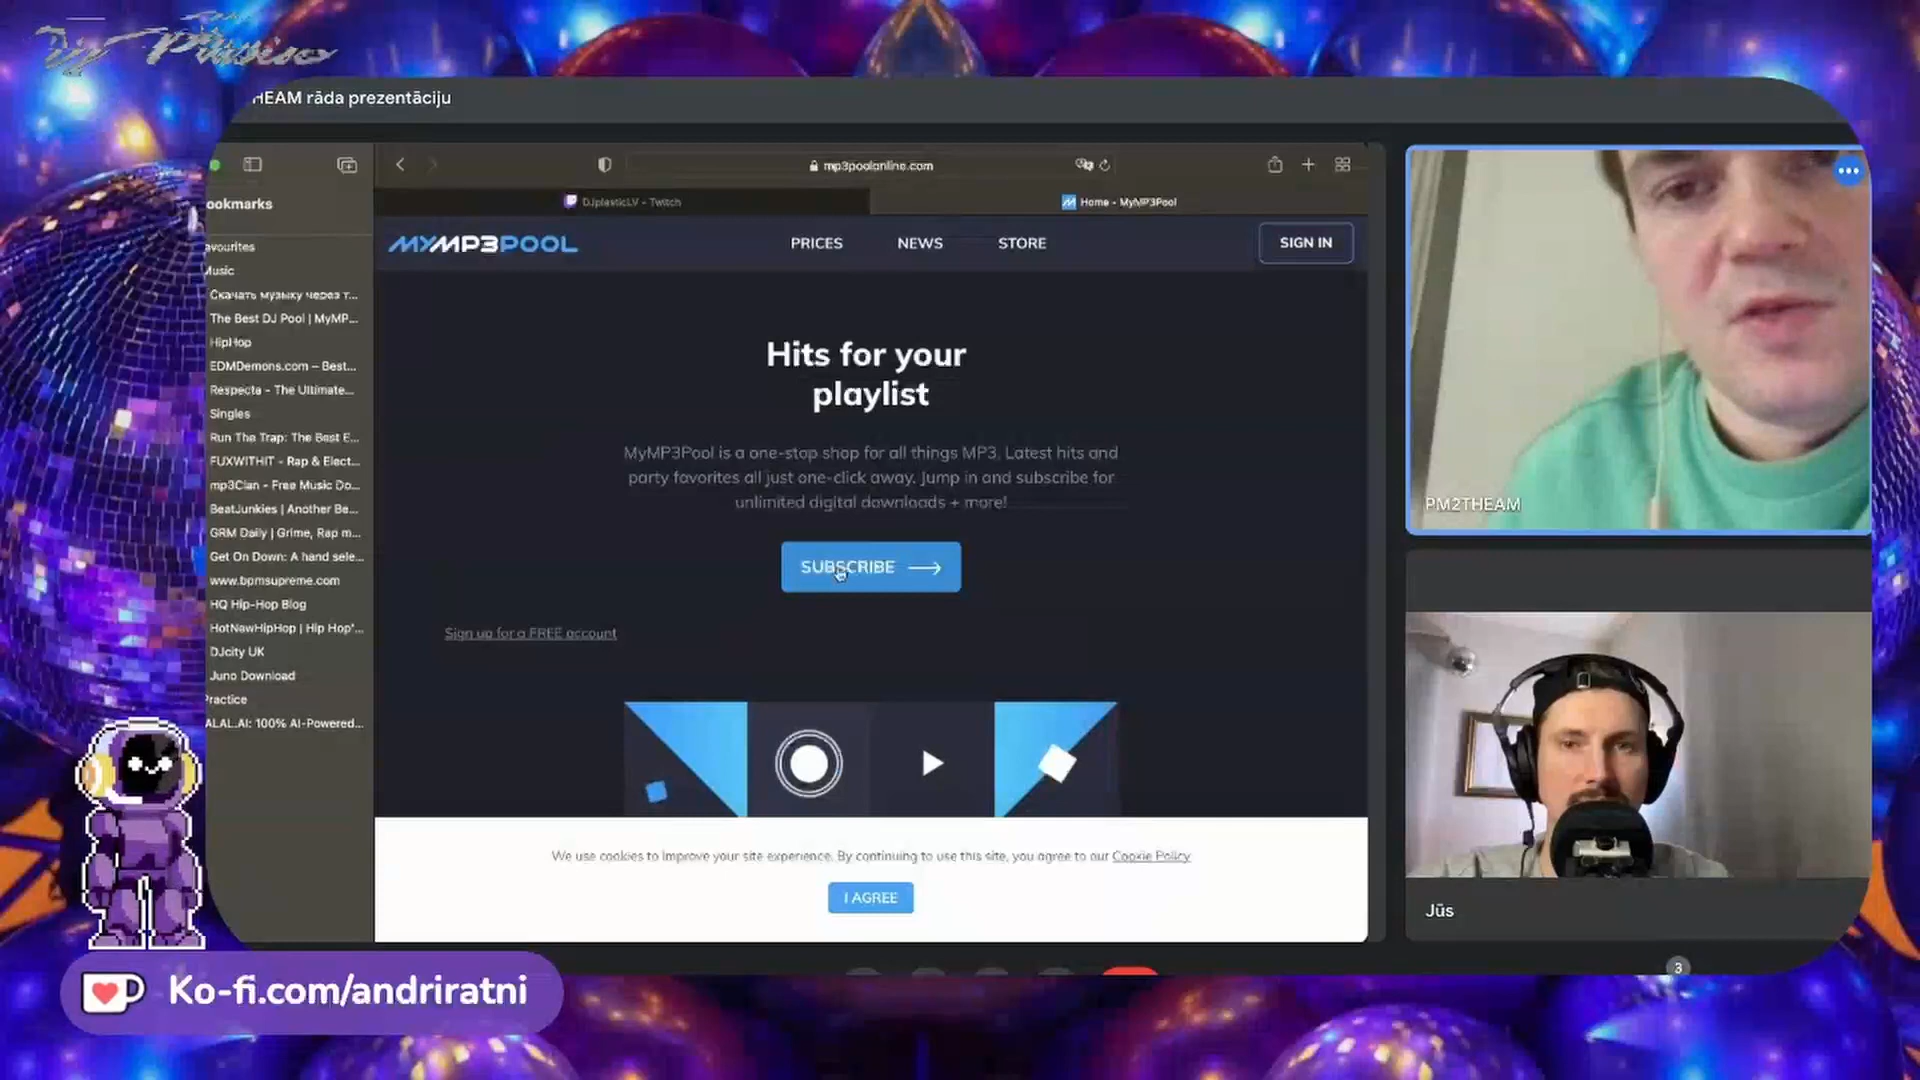 HEAM rāda prezentāciju
mp3poolonline.com
DJplasticLV - Twitch
Home - MyMP3Pool
ookmarks
avourites
Music
Скачать музыку через т...
The Best DJ Pool | MyMP...
HipHop
EDMDemons.com – Best...
Respecta - The Ultimate...
Singles
Run The Trap: The Best E...
FUXWITHIT - Rap & Elect...
mp3Clan - Free Music Do...
BeatJunkies | Another Be...
GRM Daily | Grime, Rap m...
Get On Down: A hand sele...
www.bpmsupreme.com
HQ Hip-Hop Blog
HotNewHipHop | Hip Hop'...
DJcity UK
Juno Download
Practice
ALAL.AI: 100% AI-Powered...
MYMP3POOL
PRICES
NEWS
STORE
SIGN IN
Hits for your
playlist
MyMP3Pool is a one-stop shop for all things MP3. Latest hits and
party favorites all just one-click away. Jump in and subscribe for
unlimited digital downloads + more!
SUBSCRIBE
Sign up for a FREE account
We use cookies to improve your site experience. By continuing to use this site, you agree to our Cookie Policy
I AGREE
PM2THEAM
Jūs
3
Ko-fi.com/andriratni